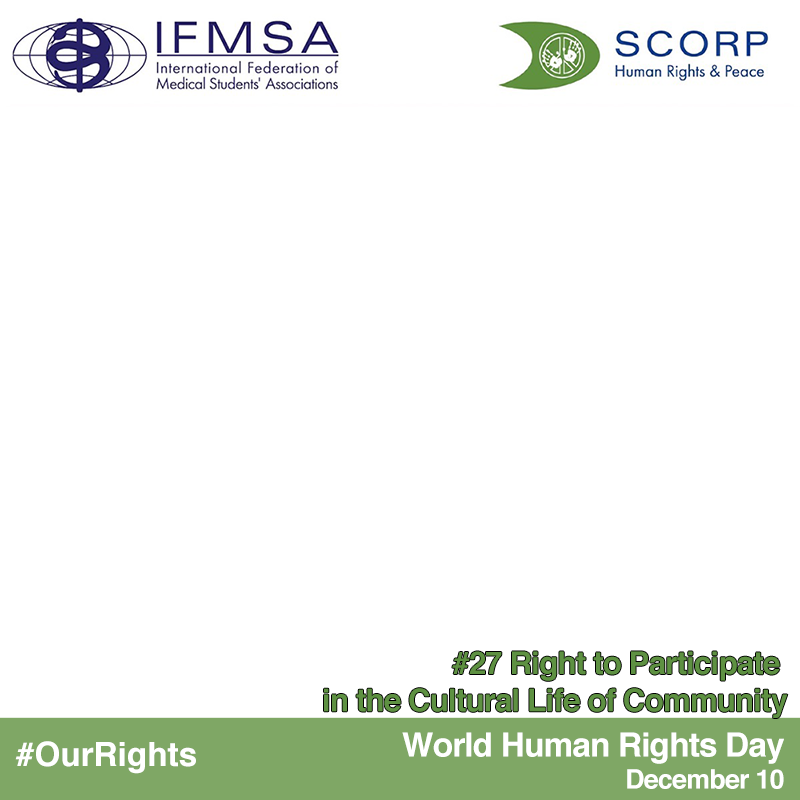 IFMSA
International Federation of
Medical Students' Associations
SCORP
Human Rights & Peace
#27 Right to Participate
in the Cultural Life of Community
#OurRights
World Human Rights Day
December 10